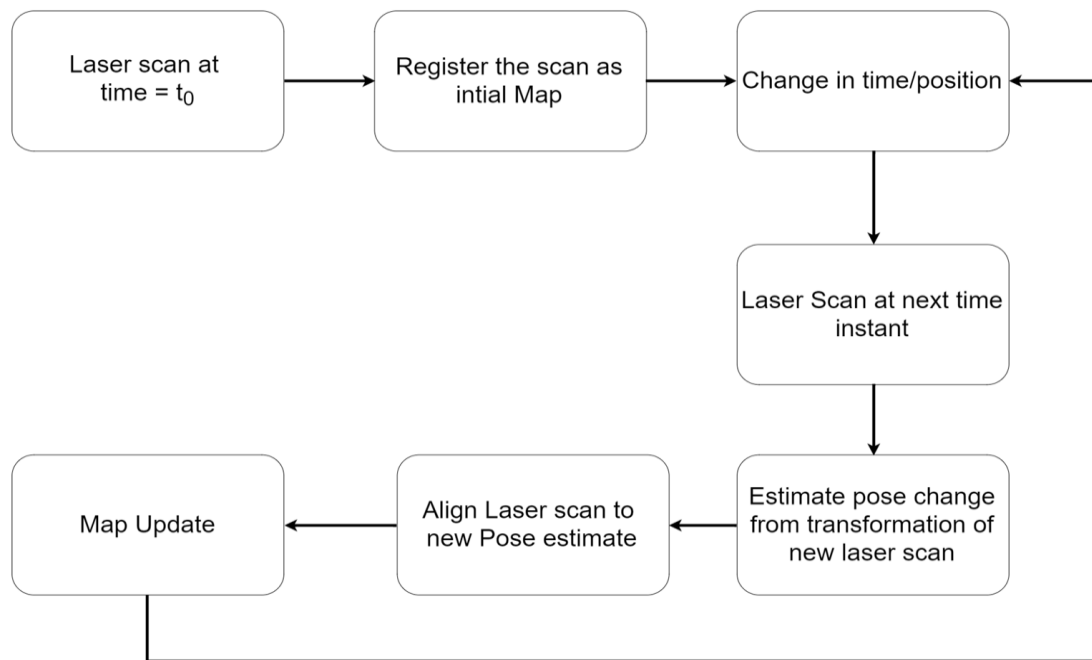 Laser scan at
time = t₀
Register the scan as
intial Map
Change in time/position
Laser Scan at next time
instant
Estimate pose change
from transformation of
new laser scan
Align Laser scan to
new Pose estimate
Map Update